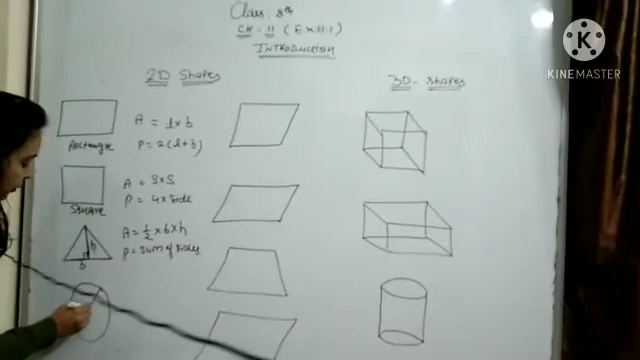 Class: 8th
CH - 11 (Ex 11.1)
INTRODUCTION
2D Shapes
3D - Shapes
A = l x b
Rectangle
P = 2(l+b)
A = S x S
P = 4 x side
Square
A = 1/2 x b x h
h
P = Sum of sides
b
K
KINEMASTER